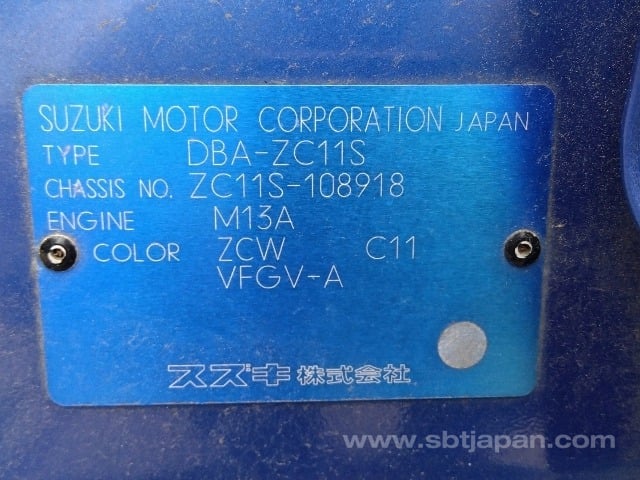 SUZUKI MOTOR CORPORATION JAPAN
TYPE DBA-ZC11S
CHASSIS NO. ZC11S-108918
ENGINE M13A
COLOR ZCW C11
VFGV-A
スズキ株式会社
www.sbtjapan.com